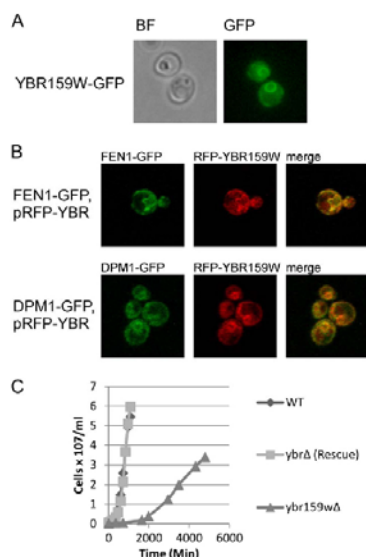 A
BF GFP
YBR159W-GFP
B
FEN1-GFP RFP-YBR159W merge
FEN1-GFP,
pRFP-YBR
DPM1-GFP RFP-YBR159W merge
DPM1-GFP,
pRFP-YBR
C
Cells x 107/ml
6
5
4
3
2
1
0
0 2000 4000 6000
Time (Min)
WT
ybrΔ (Rescue)
ybr159wΔ